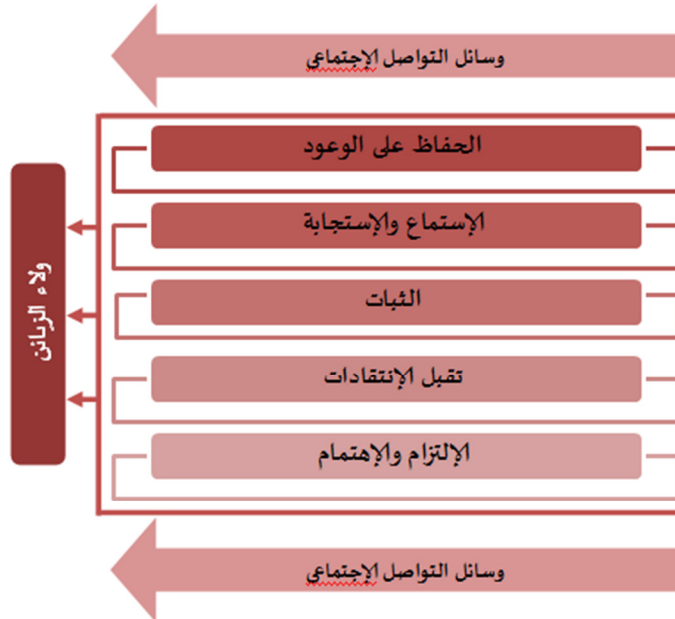 وسائل التواصل الإجتماعي
الحفاظ على الوعود
الإستماع والإستجابة
الثبات
تقبل الإنتقادات
الإلتزام والإهتمام
ولاء الزبائن
وسائل التواصل الإجتماعي